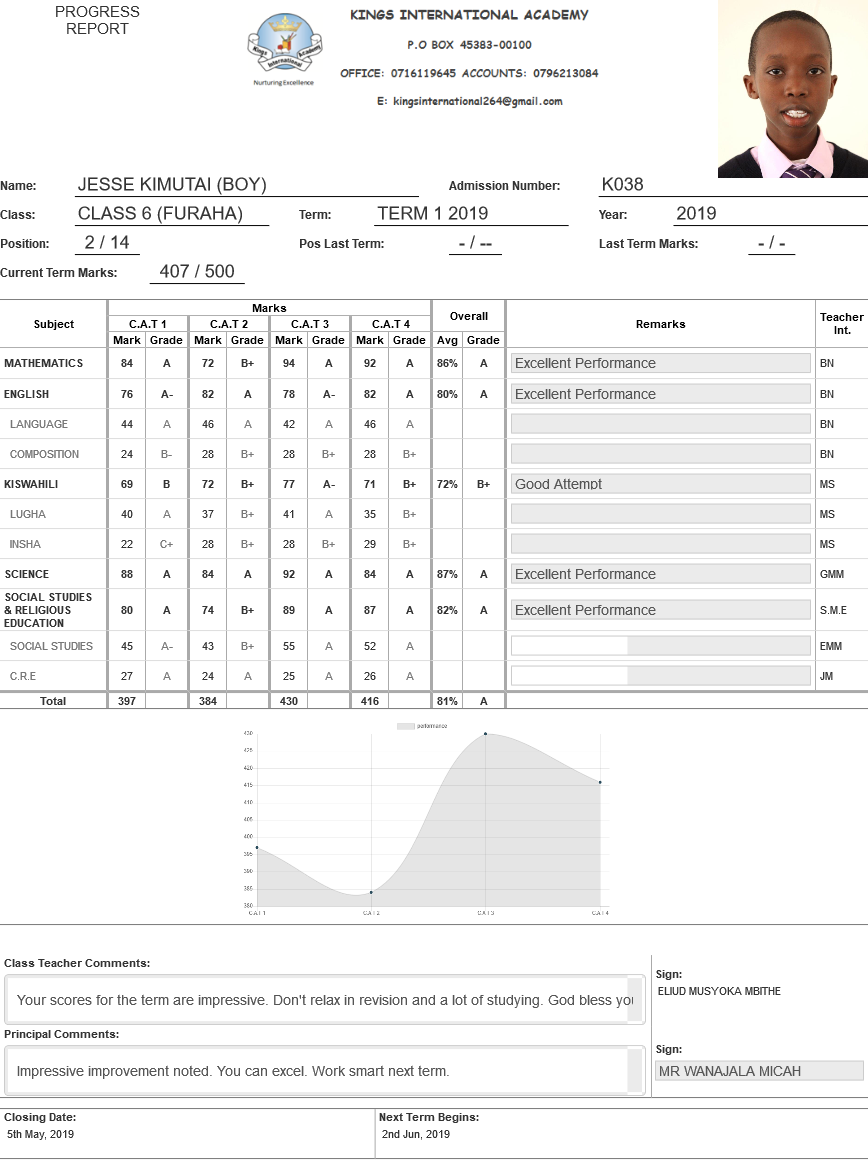 PROGRESS
REPORT
Kings International Academy
Nurturing Excellence
KINGS INTERNATIONAL ACADEMY
P.O BOX 45383-00100
OFFICE: 0716119645 ACCOUNTS: 0796213084
E: kingsinternational264@gmail.com
Name: JESSE KIMUTAI (BOY) Admission Number: K038
Class: CLASS 6 (FURAHA) Term: TERM 1 2019 Year: 2019
Position: 2 / 14 Pos Last Term: - / -- Last Term Marks: - / -
Current Term Marks: 407 / 500
Subject Marks Overall Remarks Teacher Int.
C.A.T 1 C.A.T 2 C.A.T 3 C.A.T 4
Mark Grade Mark Grade Mark Grade Mark Grade Avg Grade
MATHEMATICS 84 A 72 B+ 94 A 92 A 86% A Excellent Performance BN
ENGLISH 76 A- 82 A 78 A- 82 A 80% A Excellent Performance BN
LANGUAGE 44 A 46 A 42 A 46 A BN
COMPOSITION 24 B- 28 B+ 28 B+ 28 B+ BN
KISWAHILI 69 B 72 B+ 77 A- 71 B+ 72% B+ Good Attempt MS
LUGHA 40 A 37 B+ 41 A 35 B+ MS
INSHA 22 C+ 28 B+ 28 B+ 29 B+ MS
SCIENCE 88 A 84 A 92 A 84 A 87% A Excellent Performance GMM
SOCIAL STUDIES & RELIGIOUS EDUCATION 80 A 74 B+ 89 A 87 A 82% A Excellent Performance S.M.E
SOCIAL STUDIES 45 A- 43 B+ 55 A 52 A EMM
C.R.E 27 A 24 A 25 A 26 A JM
Total 397 384 430 416 81% A
performance
430
425
420
415
410
405
400
395
390
385
380
C.A.T 1 C.A.T 2 C.A.T 3 C.A.T 4
Class Teacher Comments:
Your scores for the term are impressive. Don't relax in revision and a lot of studying. God bless you
Sign:
ELIUD MUSYOKA MBITHE
Principal Comments:
Impressive improvement noted. You can excel. Work smart next term.
Sign:
MR WANAJALA MICAH
Closing Date: Next Term Begins:
5th May, 2019 2nd Jun, 2019